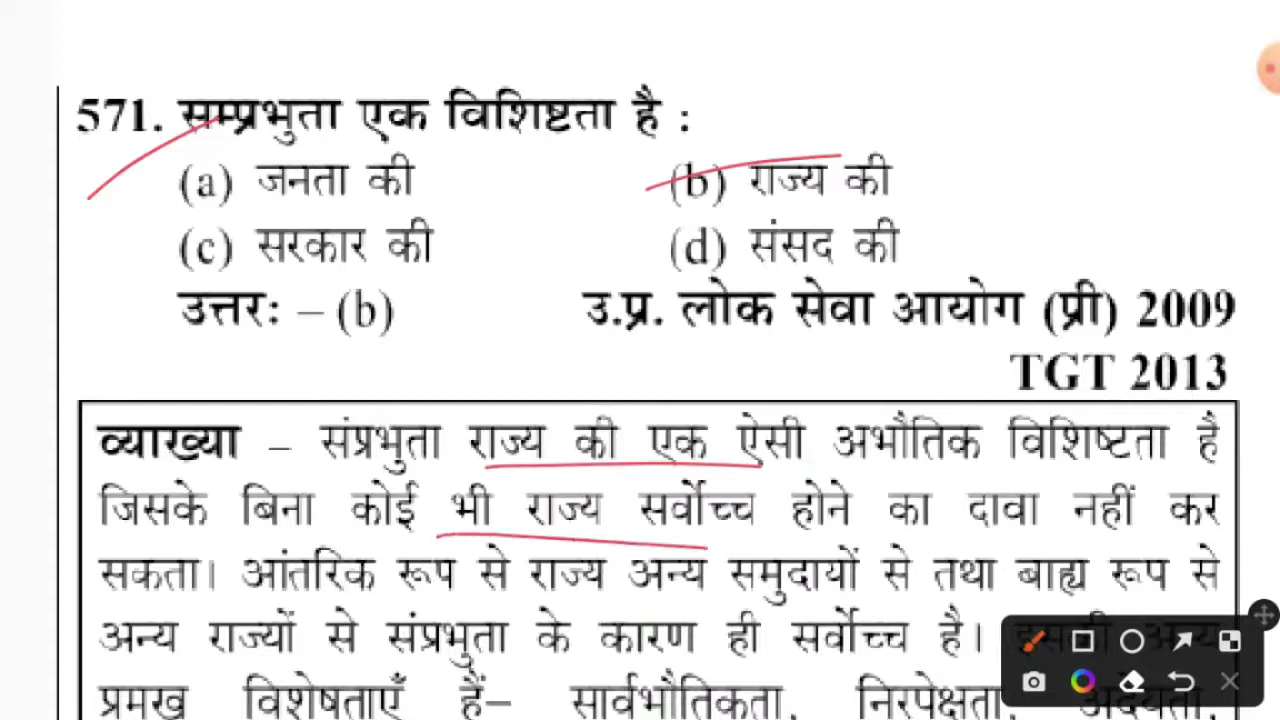 571. सम्प्रभुता एक विशिष्टता है :
(a) जनता की (b) राज्य की
(c) सरकार की (d) संसद की
उत्तरः – (b) उ.प्र. लोक सेवा आयोग (प्री) 2009
TGT 2013
व्याख्या – संप्रभुता राज्य की एक ऐसी अभौतिक विशिष्टता है
जिसके बिना कोई भी राज्य सर्वोच्च होने का दावा नहीं कर
सकता। आंतरिक रूप से राज्य अन्य समुदायों से तथा बाह्य रूप से
अन्य राज्यों से संप्रभुता के कारण ही सर्वोच्च है।
प्रमुख विशेषताएँ हैं– सार्वभौतिकता, निरपेक्षता,